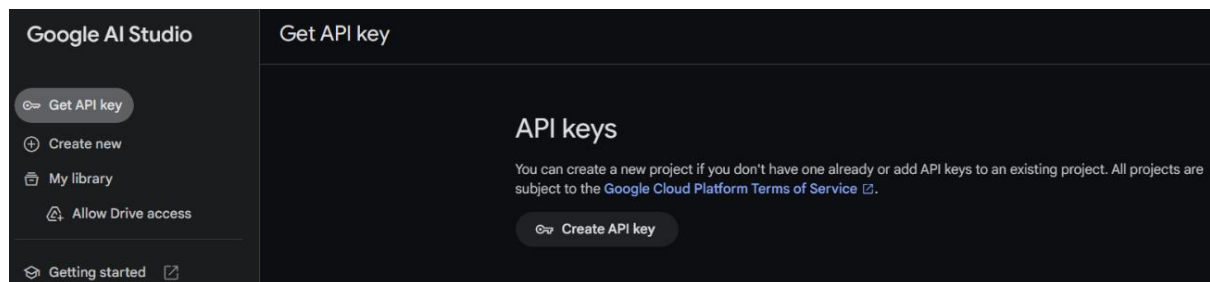 Google AI Studio
Get API key
Get API key
Create new
My library
Allow Drive access
Getting started
API keys
You can create a new project if you don't have one already or add API keys to an existing project. All projects are
subject to the Google Cloud Platform Terms of Service.
Create API key